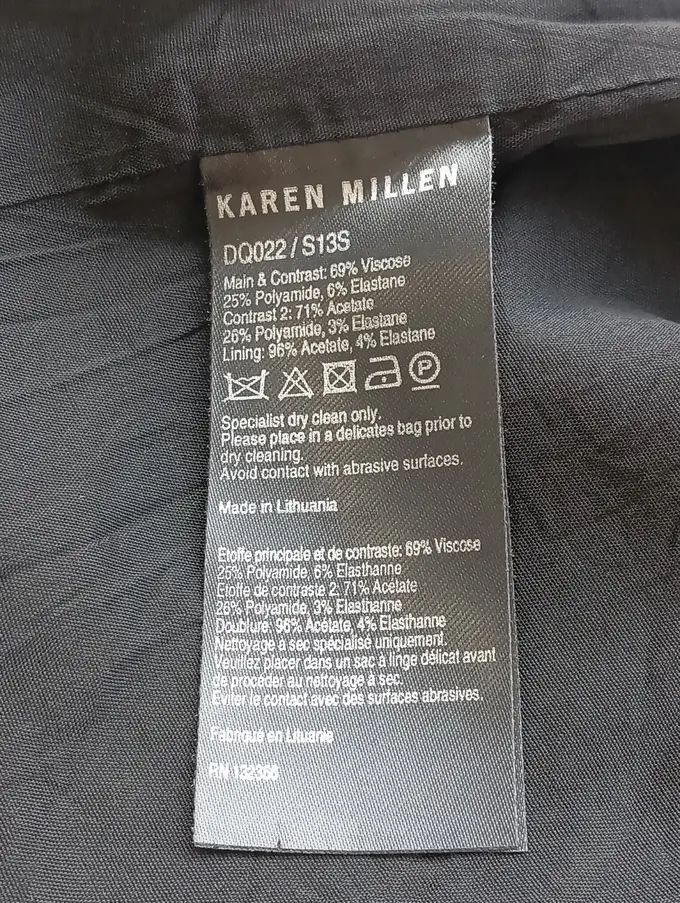 KAREN MILLEN
DQ022 / S13S
Main & Contrast: 69% Viscose
25% Polyamide, 6% Elastane
Contrast 2: 71% Acetate
26% Polyamide, 3% Elastane
Lining: 96% Acetate, 4% Elastane
P
Specialist dry clean only.
Please place in a delicates bag prior to
dry cleaning.
Avoid contact with abrasive surfaces.
Made in Lithuania
Etoffe principale et de contraste: 69% Viscose
25% Polyamide, 6% Elasthanne
Etoffe de contraste 2: 71% Acétate
26% Polyamide, 3% Elasthanne
Doublure: 96% Acétate, 4% Elasthanne
Nettoyage à sec spécialisé uniquement.
Veuillez placer dans un sac à linge délicat avant
de procéder au nettoyage à sec.
Eviter le contact avec des surfaces abrasives.
Fabriqué en Lituanie
RN 132366